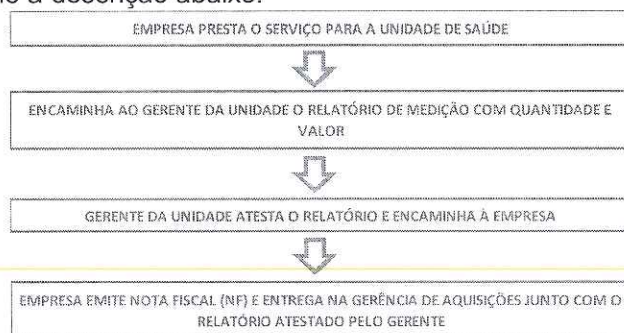 a descrição abaixo:
EMPRESA PRESTA O SERVIÇO PARA A UNIDADE DE SAÚDE
ENCAMINHA AO GERENTE DA UNIDADE O RELATÓRIO DE MEDIÇÃO COM QUANTIDADE E
VALOR
GERENTE DA UNIDADE ATESTA O RELATÓRIO E ENCAMINHA À EMPRESA
EMPRESA EMITE NOTA FISCAL (NF) E ENTREGA NA GERÊNCIA DE AQUISIÇÕES JUNTO COM O
RELATÓRIO ATESTADO PELO GERENTE